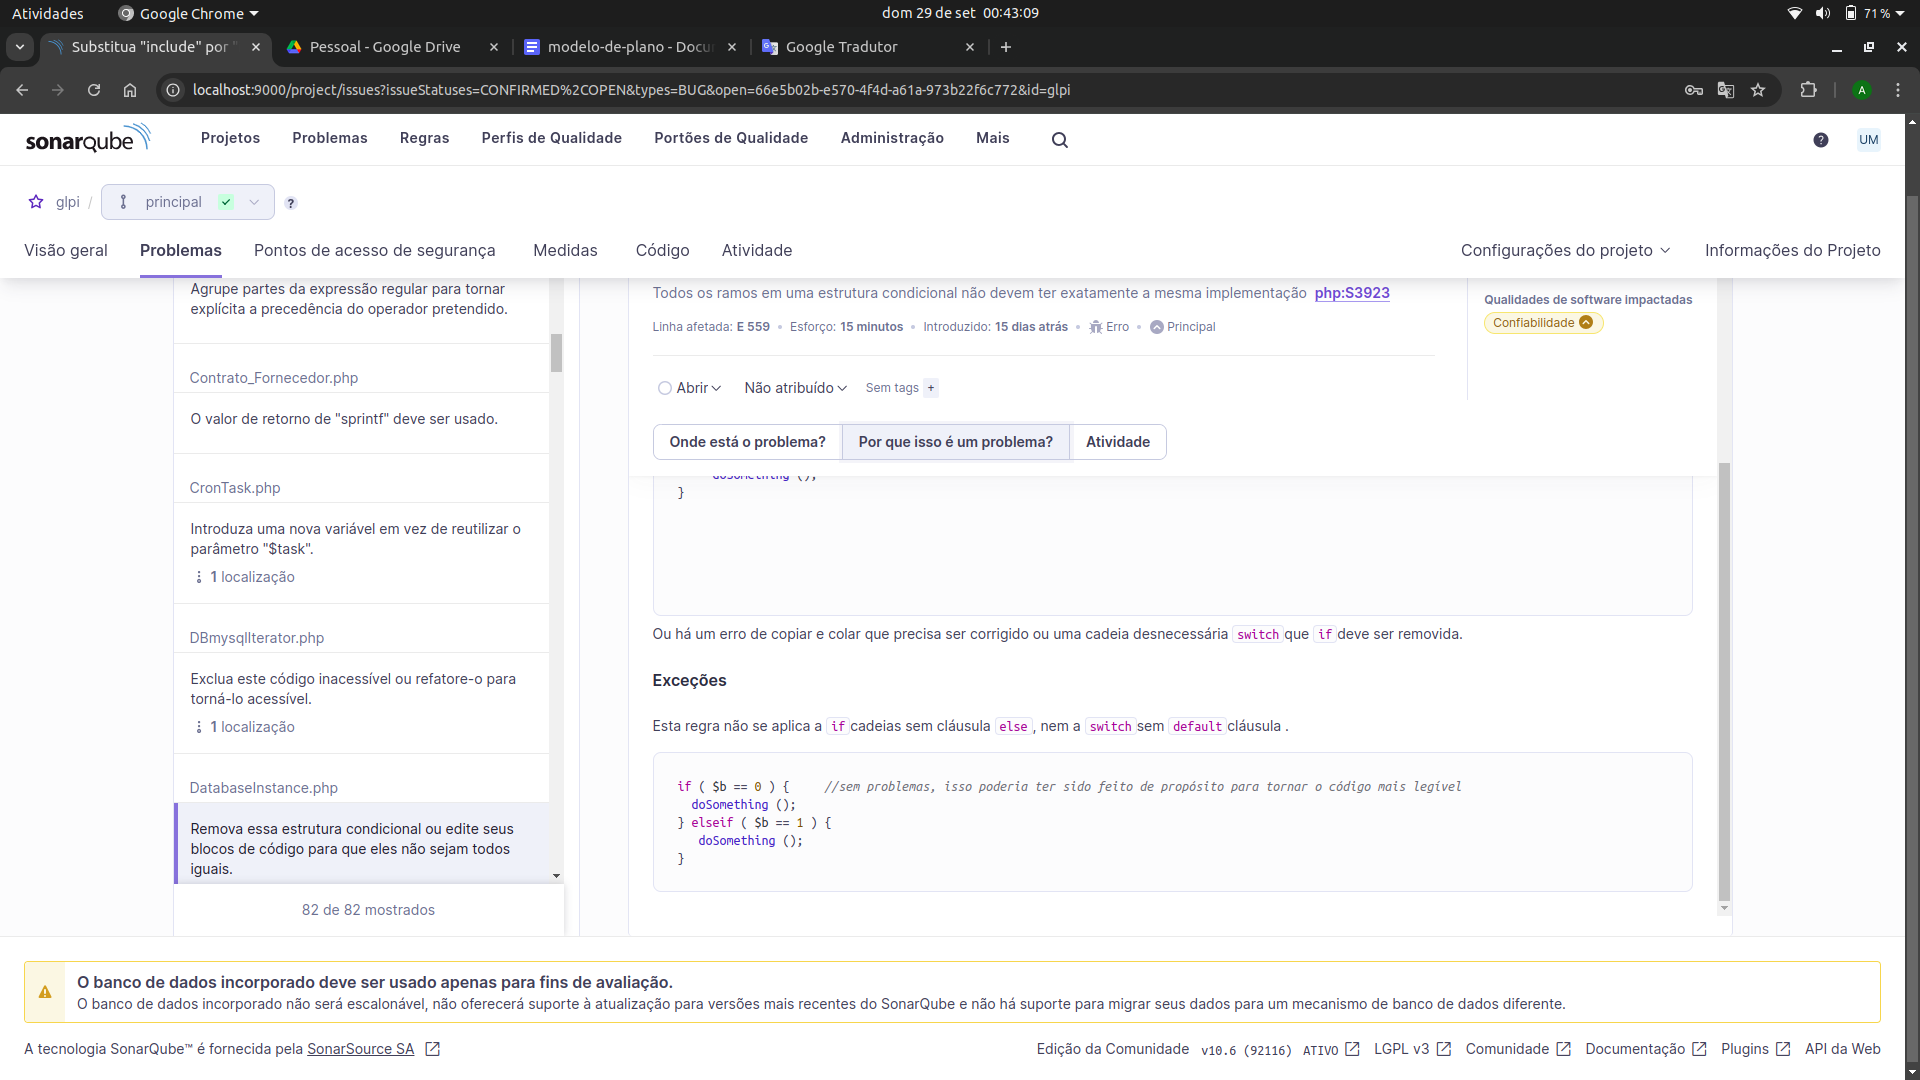 Atividades
Google Chrome
dom 29 de set 00:43:09
71 %
Substitua "include" por "
Pessoal - Google Drive
modelo-de-plano - Docu
Google Tradutor
localhost:9000/project/issues?issueStatuses=CONFIRMED%2COPEN&types=BUG&open=66e5b02b-e570-4f4d-a61a-973b22f6c772&id=glpi
A
sonarqube
Projetos
Problemas
Regras
Perfis de Qualidade
Portões de Qualidade
Administração
Mais
?
UM
glpi / principal
?
Visão geral
Problemas
Pontos de acesso de segurança
Medidas
Código
Atividade
Configurações do projeto
Informações do Projeto
Agrupe partes da expressão regular para tornar
explícita a precedência do operador pretendido.
Contrato_Fornecedor.php
O valor de retorno de "sprintf" deve ser usado.
CronTask.php
Introduza uma nova variável em vez de reutilizar o
parâmetro "$task".
1 localização
DBmysqlIterator.php
Exclua este código inacessível ou refatore-o para
torná-lo acessível.
1 localização
DatabaseInstance.php
Remova essa estrutura condicional ou edite seus
blocos de código para que eles não sejam todos
iguais.
82 de 82 mostrados
Todos os ramos em uma estrutura condicional não devem ter exatamente a mesma implementação php:S3923
Linha afetada: E 559 • Esforço: 15 minutos • Introduzido: 15 dias atrás • Erro • Principal
Qualidades de software impactadas
Confiabilidade
Abrir
Não atribuído
Sem tags +
Onde está o problema?
Por que isso é um problema?
Atividade
doSomething ();
}
Ou há um erro de copiar e colar que precisa ser corrigido ou uma cadeia desnecessária switch que if deve ser removida.
Exceções
Esta regra não se aplica a if cadeias sem cláusula else , nem a switch sem default cláusula .
if ( $b == 0 ) { //sem problemas, isso poderia ter sido feito de propósito para tornar o código mais legível
doSomething ();
} elseif ( $b == 1 ) {
doSomething ();
}
O banco de dados incorporado deve ser usado apenas para fins de avaliação.
O banco de dados incorporado não será escalonável, não oferecerá suporte à atualização para versões mais recentes do SonarQube e não há suporte para migrar seus dados para um mecanismo de banco de dados diferente.
A tecnologia SonarQube™ é fornecida pela SonarSource SA
Edição da Comunidade
v10.6 (92116)
ATIVO
LGPL v3
Comunidade
Documentação
Plugins
API da Web